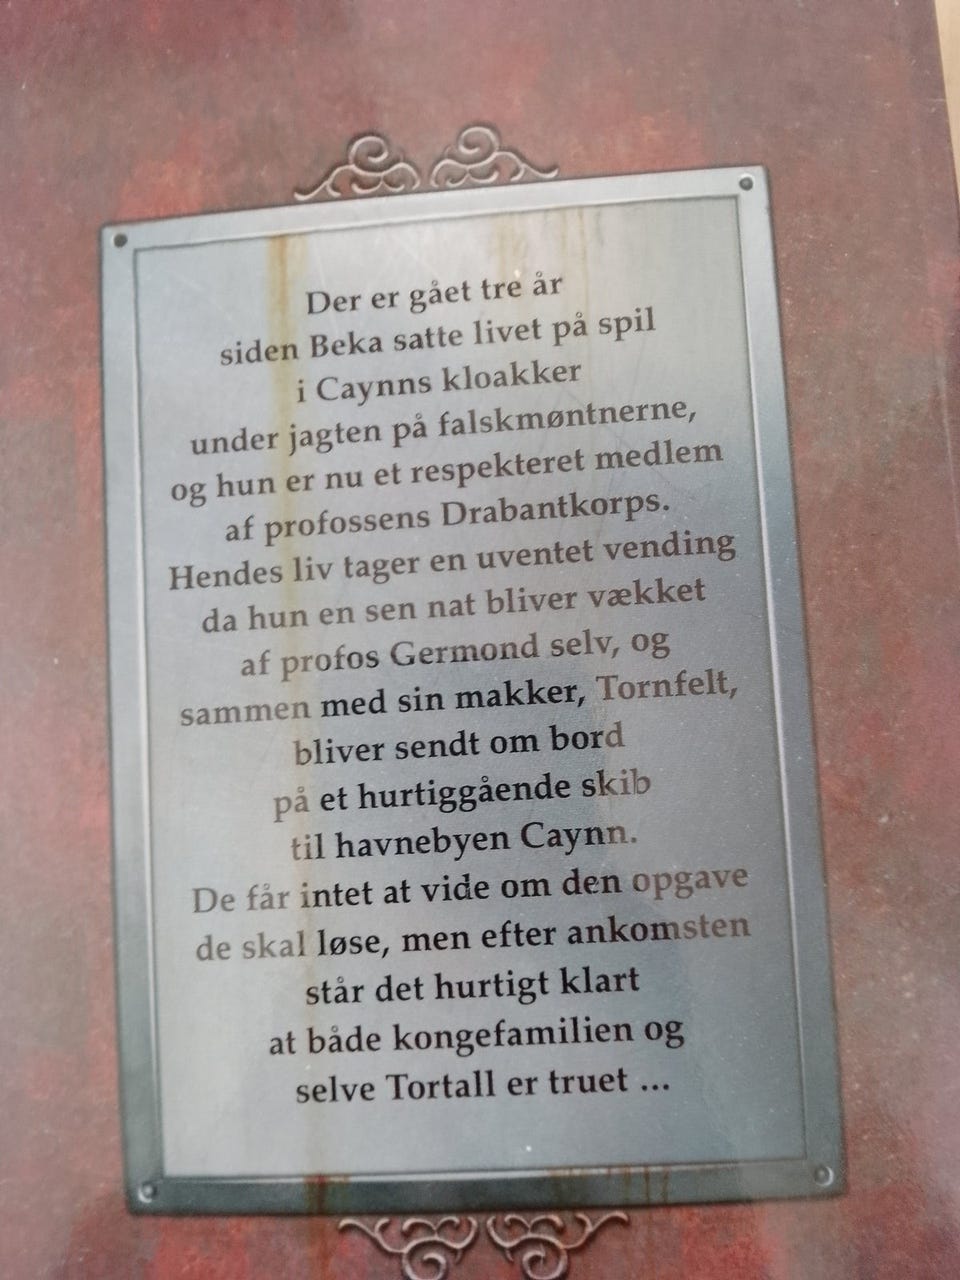 Der er gået tre år
siden Beka satte livet på spil
i Caynns kloakker
under jagten på falskmøntnerne,
og hun er nu et respekteret medlem
af profossens Drabantkorps.
Hendes liv tager en uventet vending
da hun en sen nat bliver vækket
af profos Germond selv, og
sammen med sin makker, Tornfelt,
bliver sendt om bord
på et hurtiggående skib
til havnebyen Caynn.
De får intet at vide om den opgave
de skal løse, men efter ankomsten
står det hurtigt klart
at både kongefamilien og
selve Tortall er truet ...